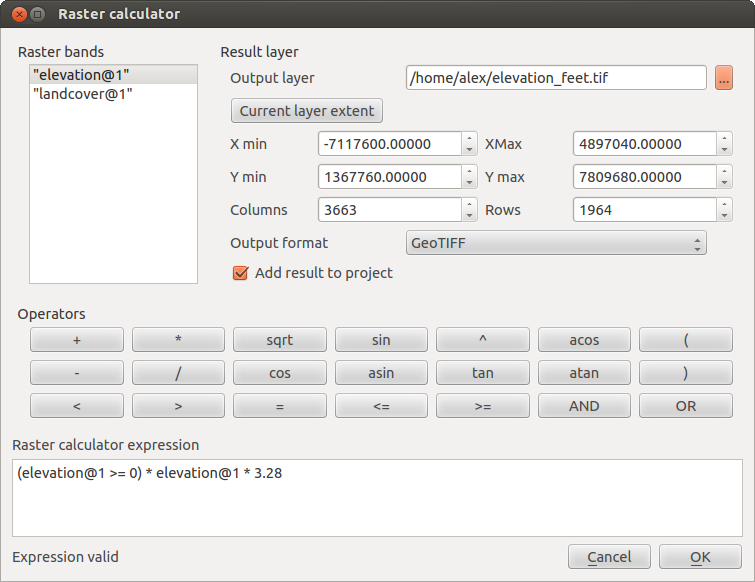 Raster calculator
Raster bands
"elevation@1"
"landcover@1"
Result layer
Output layer /home/alex/elevation_feet.tif ...
Current layer extent
X min -7117600.00000 XMax 4897040.00000
Y min 1367760.00000 Y max 7809680.00000
Columns 3663 Rows 1964
Output format GeoTIFF
Add result to project
Operators
+ * sqrt sin ^ acos (
- / cos asin tan atan )
< > = <= >= AND OR
Raster calculator expression
(elevation@1 >= 0) * elevation@1 * 3.28
Expression valid Cancel OK